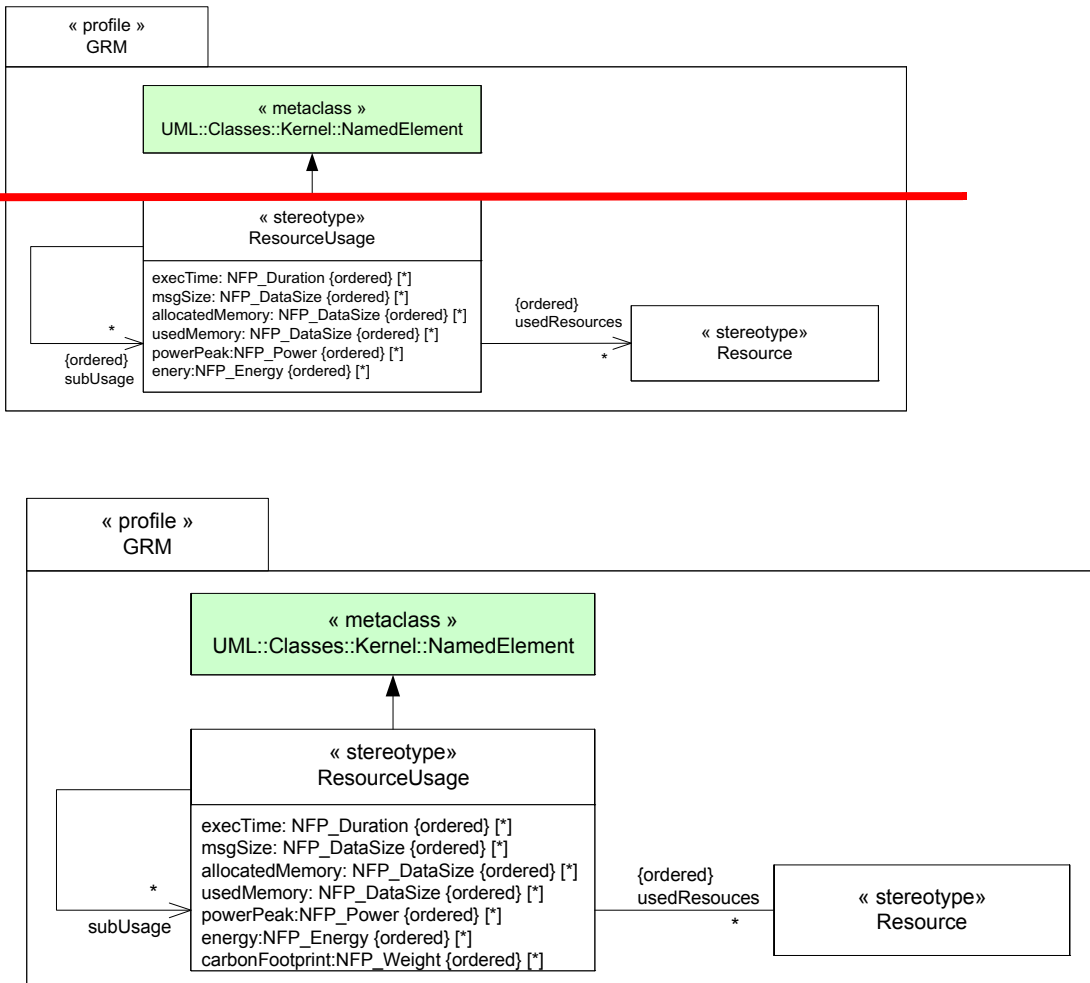 « profile »
GRM
« metaclass »
UML::Classes::Kernel::NamedElement
« stereotype»
ResourceUsage
execTime: NFP_Duration {ordered} [*]
msgSize: NFP_DataSize {ordered} [*]
allocatedMemory: NFP_DataSize {ordered} [*]
usedMemory: NFP_DataSize {ordered} [*]
powerPeak:NFP_Power {ordered} [*]
enery:NFP_Energy {ordered} [*]
*
{ordered}
subUsage
{ordered}
usedResources
*
« stereotype»
Resource
« profile »
GRM
« metaclass »
UML::Classes::Kernel::NamedElement
« stereotype»
ResourceUsage
execTime: NFP_Duration {ordered} [*]
msgSize: NFP_DataSize {ordered} [*]
allocatedMemory: NFP_DataSize {ordered} [*]
usedMemory: NFP_DataSize {ordered} [*]
powerPeak:NFP_Power {ordered} [*]
energy:NFP_Energy {ordered} [*]
carbonFootprint:NFP_Weight {ordered} [*]
*
subUsage
{ordered}
usedResouces
*
« stereotype»
Resource